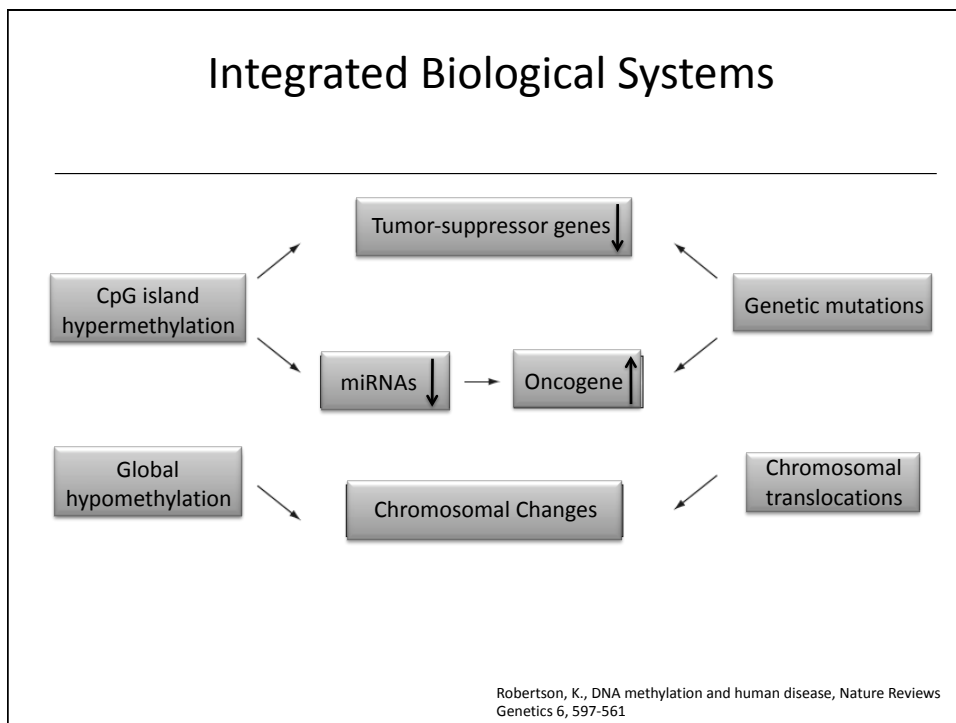 Integrated Biological Systems
Tumor-suppressor genes
CpG island
hypermethylation
Genetic mutations
miRNAs
Oncogene
Global
hypomethylation
Chromosomal Changes
Chromosomal
translocations
Robertson, K., DNA methylation and human disease, Nature Reviews
Genetics 6, 597-561